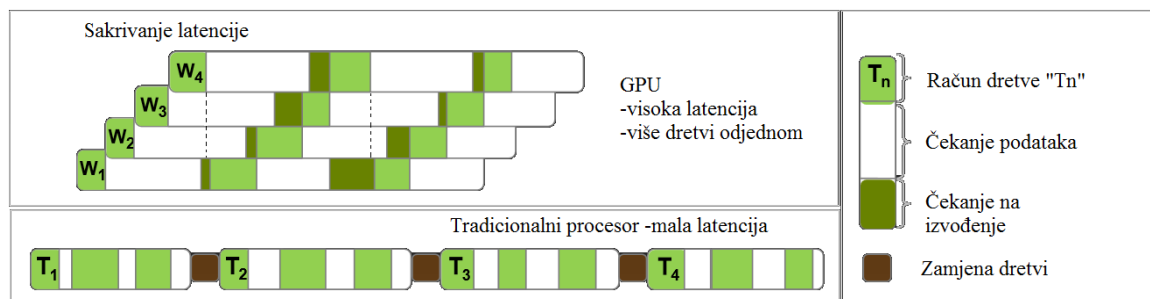 Sakrivanje latencije
W4
W3
W2
W1
GPU
-visoka latencija
-više dretvi odjednom
Tradicionalni procesor -mala latencija
T1
T2
T3
T4
Tn
Račun dretve "Tn"
Čekanje podataka
Čekanje na
izvođenje
Zamjena dretvi